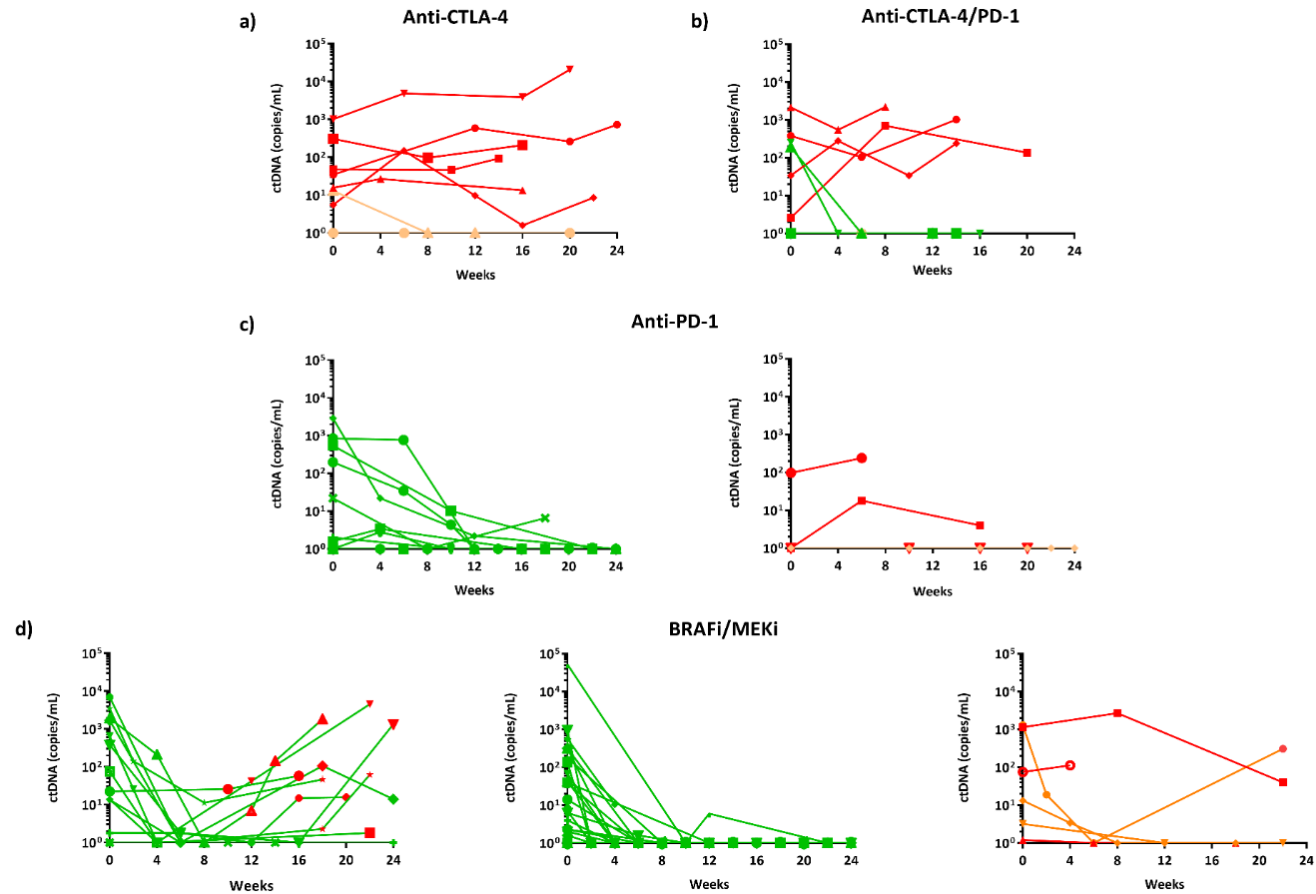 a) Anti-CTLA-4
ctDNA (copies/mL)
10⁵
10⁴
10³
10²
10¹
10⁰
0 4 8 12 16 20 24
Weeks
b) Anti-CTLA-4/PD-1
ctDNA (copies/mL)
10⁵
10⁴
10³
10²
10¹
10⁰
0 4 8 12 16 20 24
Weeks
c) Anti-PD-1
ctDNA (copies/mL)
10⁵
10⁴
10³
10²
10¹
10⁰
0 4 8 12 16 20 24
Weeks
ctDNA (copies/mL)
10⁵
10⁴
10³
10²
10¹
10⁰
0 4 8 12 16 20 24
Weeks
d) BRAFi/MEKi
ctDNA (copies/mL)
10⁵
10⁴
10³
10²
10¹
10⁰
0 4 8 12 16 20 24
Weeks
ctDNA (copies/mL)
10⁵
10⁴
10³
10²
10¹
10⁰
0 4 8 12 16 20 24
Weeks
ctDNA (copies/mL)
10⁵
10⁴
10³
10²
10¹
10⁰
0 4 8 12 16 20 24
Weeks